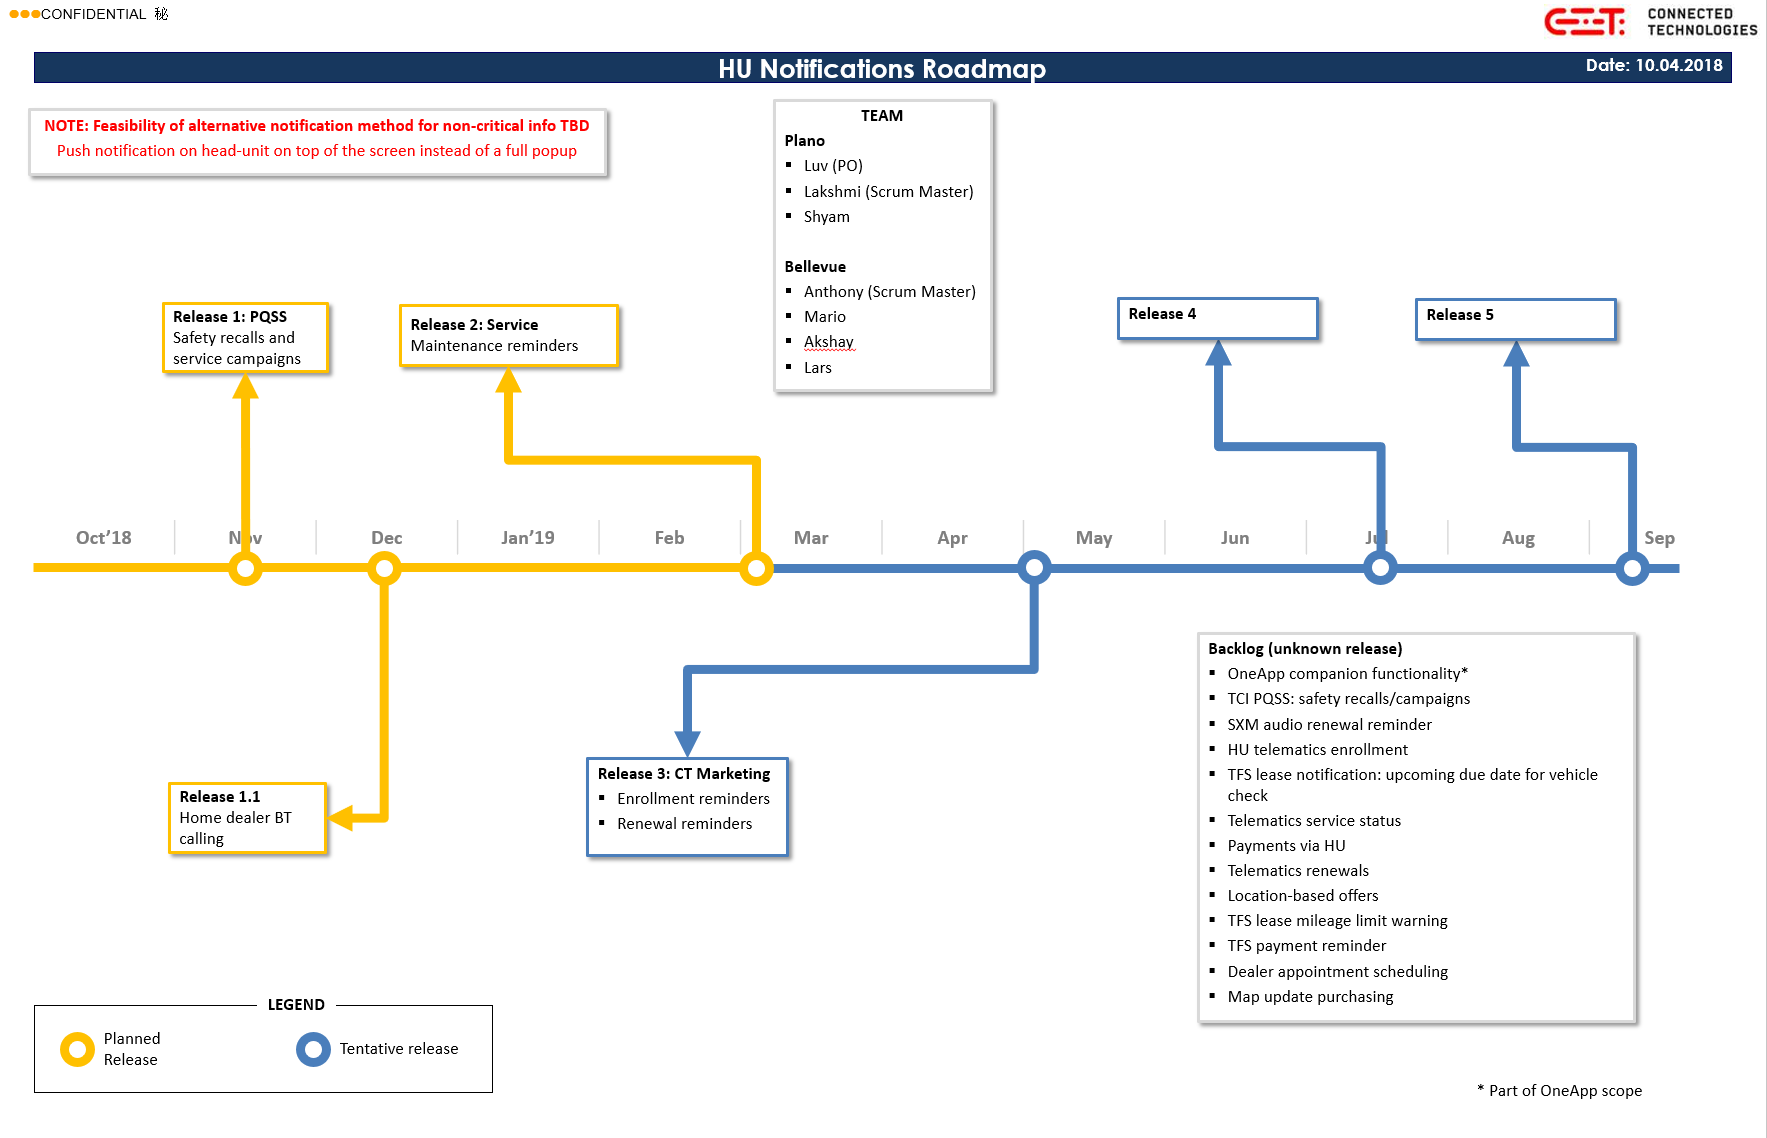 CONFIDENTIAL 秘
CONNECTED
TECHNOLOGIES
HU Notifications Roadmap
Date: 10.04.2018
NOTE: Feasibility of alternative notification method for non-critical info TBD
Push notification on head-unit on top of the screen instead of a full popup
TEAM
Plano
▪ Luv (PO)
▪ Lakshmi (Scrum Master)
▪ Shyam
Bellevue
▪ Anthony (Scrum Master)
▪ Mario
▪ Akshay
▪ Lars
Release 1: PQSS
Safety recalls and
service campaigns
Release 2: Service
Maintenance reminders
Release 4
Release 5
Oct’18 Nov Dec Jan’19 Feb Mar Apr May Jun Jul Aug Sep
Release 1.1
Home dealer BT
calling
Release 3: CT Marketing
▪ Enrollment reminders
▪ Renewal reminders
Backlog (unknown release)
▪ OneApp companion functionality*
▪ TCI PQSS: safety recalls/campaigns
▪ SXM audio renewal reminder
▪ HU telematics enrollment
▪ TFS lease notification: upcoming due date for vehicle
check
▪ Telematics service status
▪ Payments via HU
▪ Telematics renewals
▪ Location-based offers
▪ TFS lease mileage limit warning
▪ TFS payment reminder
▪ Dealer appointment scheduling
▪ Map update purchasing
LEGEND
Planned
Release
Tentative release
* Part of OneApp scope